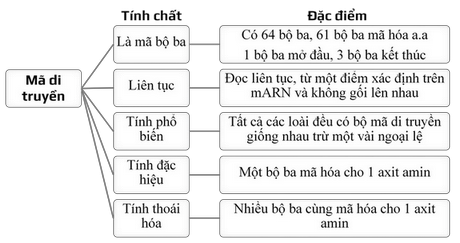 Tính chất
Đặc điểm
Mã di
truyền
Là mã bộ ba
Có 64 bộ ba, 61 bộ ba mã hóa a.a
1 bộ ba mở đầu, 3 bộ ba kết thúc
Liên tục
Đọc liên tục, từ một điểm xác định trên
mARN và không gối lên nhau
Tính phổ
biến
Tất cả các loài đều có bộ mã di truyền
giống nhau trừ một vài ngoại lệ
Tính đặc
hiệu
Một bộ ba mã hóa cho 1 axit amin
Tính thoái
hóa
Nhiều bộ ba cùng mã hóa cho 1 axit
amin